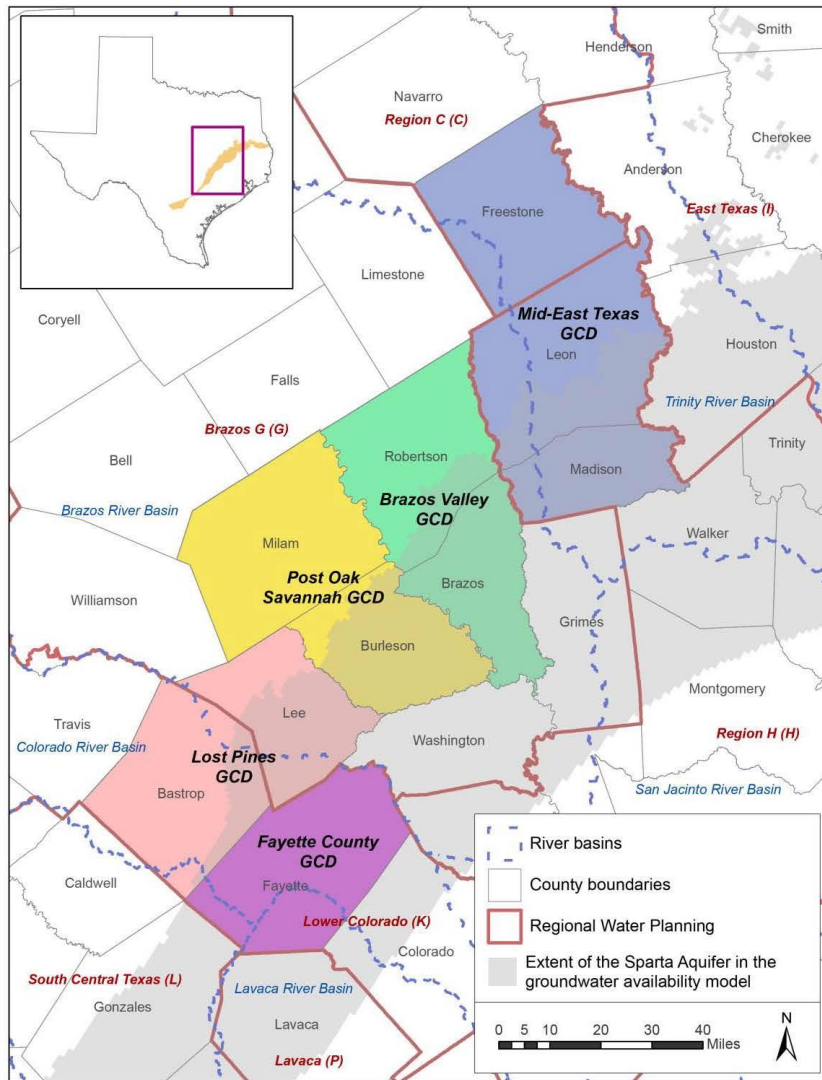 Smith
Henderson
Navarro
Region C (C)
Cherokee
Anderson
East Texas (I)
Freestone
Limestone
Mid-East Texas
GCD
Coryell
Leon
Houston
Falls
Trinity River Basin
Brazos G (G)
Robertson
Trinity
Bell
Madison
Brazos Valley
GCD
Brazos River Basin
Walker
Milam
Post Oak
Savannah GCD
Brazos
Williamson
Grimes
Burleson
Montgomery
Lee
Travis
Washington
Region H (H)
Colorado River Basin
Lost Pines
GCD
Bastrop
San Jacinto River Basin
Fayette County
GCD
Caldwell
Fayette
Lower Colorado (K)
Colorado
South Central Texas (L)
Lavaca River Basin
Gonzales
Lavaca
Lavaca (P)
River basins
County boundaries
Regional Water Planning
Extent of the Sparta Aquifer in the
groundwater availability model
N
0 5 10 20 30 40
Miles